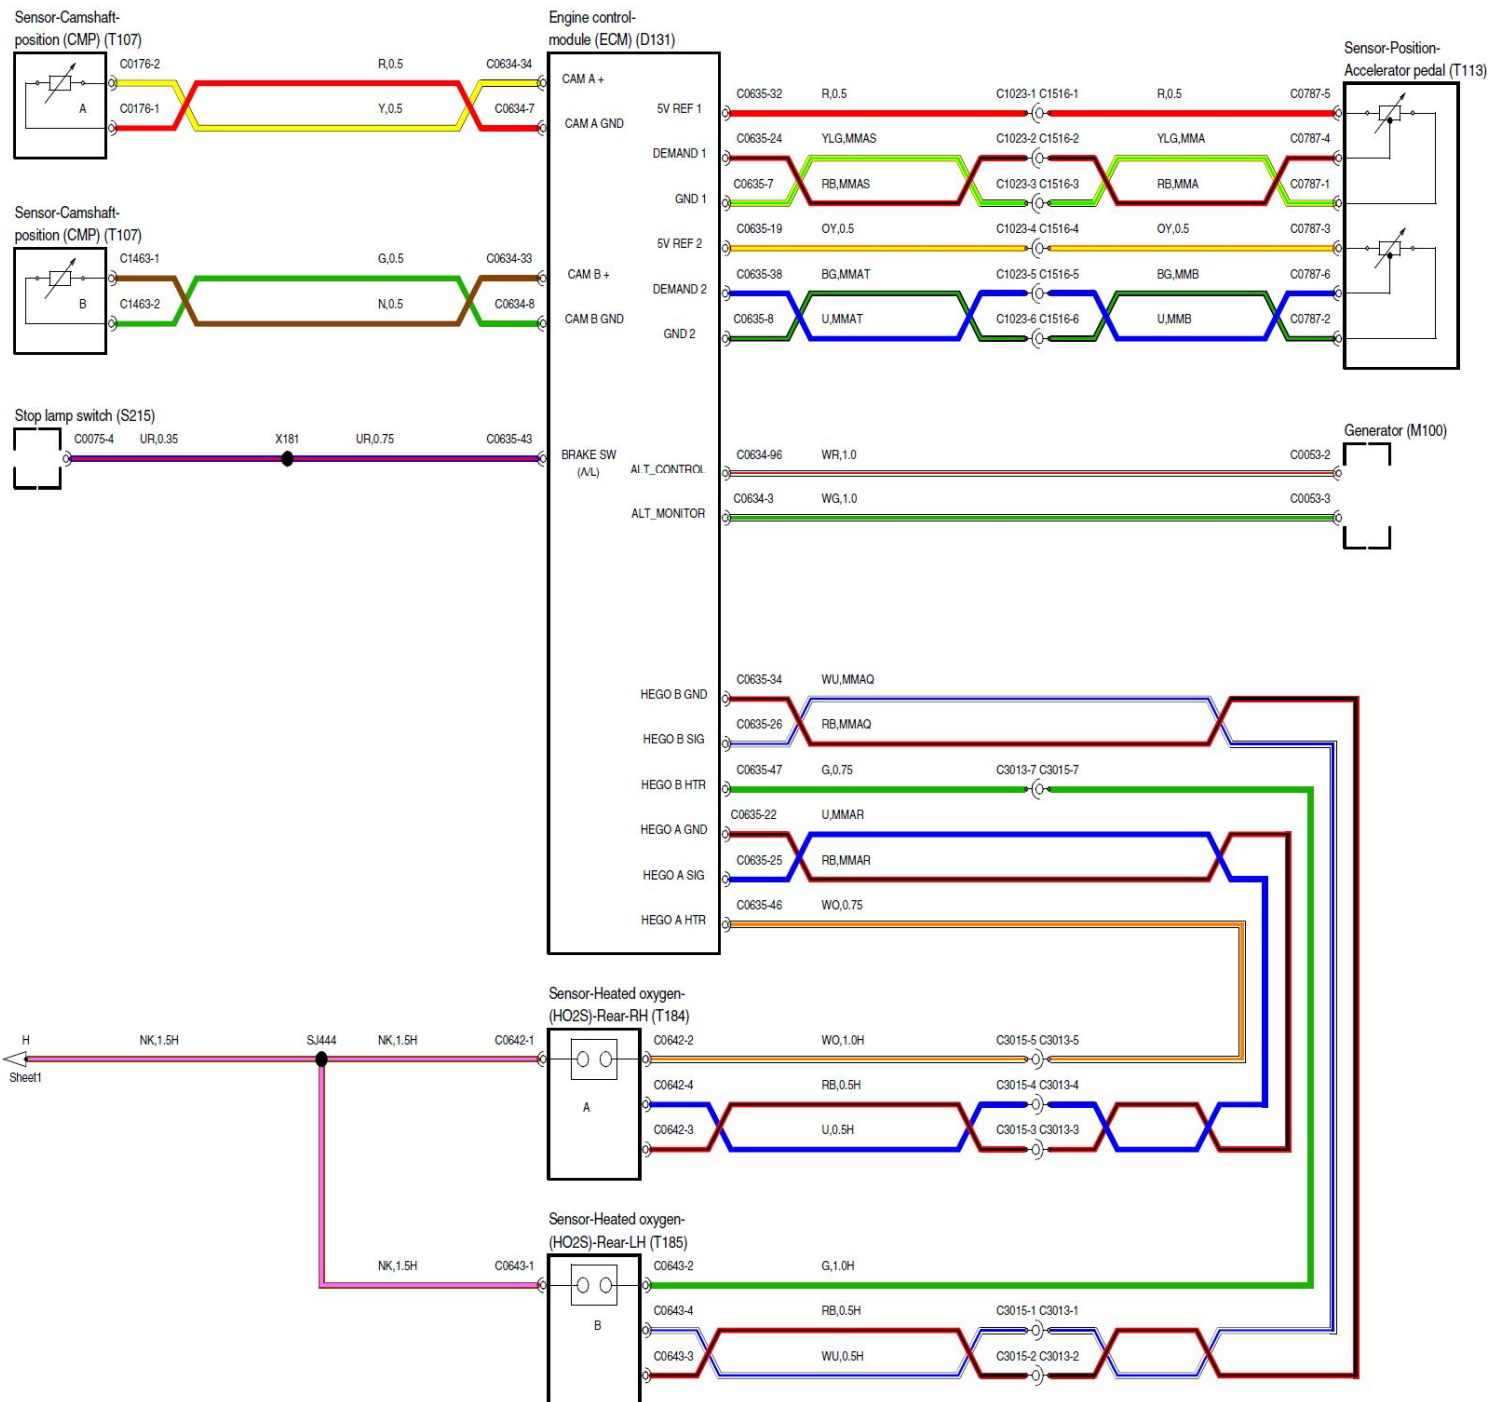 Sensor-Camshaft-
position (CMP) (T107)
C0176-2
R,0.5
C0634-34
A
C0176-1
Y,0.5
C0634-7
Sensor-Camshaft-
position (CMP) (T107)
C1463-1
G,0.5
C0634-33
B
C1463-2
N,0.5
C0634-8
Stop lamp switch (S215)
C0075-4
UR,0.35
X181
UR,0.75
C0635-43
Engine control-
module (ECM) (D131)
CAM A +
CAM A GND
CAM B +
CAM B GND
BRAKE SW
(A/L)
5V REF 1
DEMAND 1
GND 1
5V REF 2
DEMAND 2
GND 2
ALT_CONTROL
ALT_MONITOR
HEGO B GND
HEGO B SIG
HEGO B HTR
HEGO A GND
HEGO A SIG
HEGO A HTR
Sensor-Position-
Accelerator pedal (T113)
C0635-32
R,0.5
C1023-1 C1516-1
R,0.5
C0787-5
C0635-24
YLG,MMAS
C1023-2 C1516-2
YLG,MMA
C0787-4
C0635-7
RB,MMAS
C1023-3 C1516-3
RB,MMA
C0787-1
C0635-19
OY,0.5
C1023-4 C1516-4
OY,0.5
C0787-3
C0635-38
BG,MMAT
C1023-5 C1516-5
BG,MMB
C0787-6
C0635-8
U,MMAT
C1023-6 C1516-6
U,MMB
C0787-2
Generator (M100)
C0634-96
WR,1.0
C0053-2
C0634-3
WG,1.0
C0053-3
C0635-34
WU,MMAQ
C0635-26
RB,MMAQ
C0635-47
G,0.75
C3013-7 C3015-7
C0635-22
U,MMAR
C0635-25
RB,MMAR
C0635-46
WO,0.75
Sensor-Heated oxygen-
(HO2S)-Rear-RH (T184)
H
Sheet1
NK,1.5H
SJ444
NK,1.5H
C0642-1
A
C0642-2
WO,1.0H
C3015-5 C3013-5
C0642-4
RB,0.5H
C3015-4 C3013-4
C0642-3
U,0.5H
C3015-3 C3013-3
Sensor-Heated oxygen-
(HO2S)-Rear-LH (T185)
NK,1.5H
C0643-1
B
C0643-2
G,1.0H
C0643-4
RB,0.5H
C3015-1 C3013-1
C0643-3
WU,0.5H
C3015-2 C3013-2